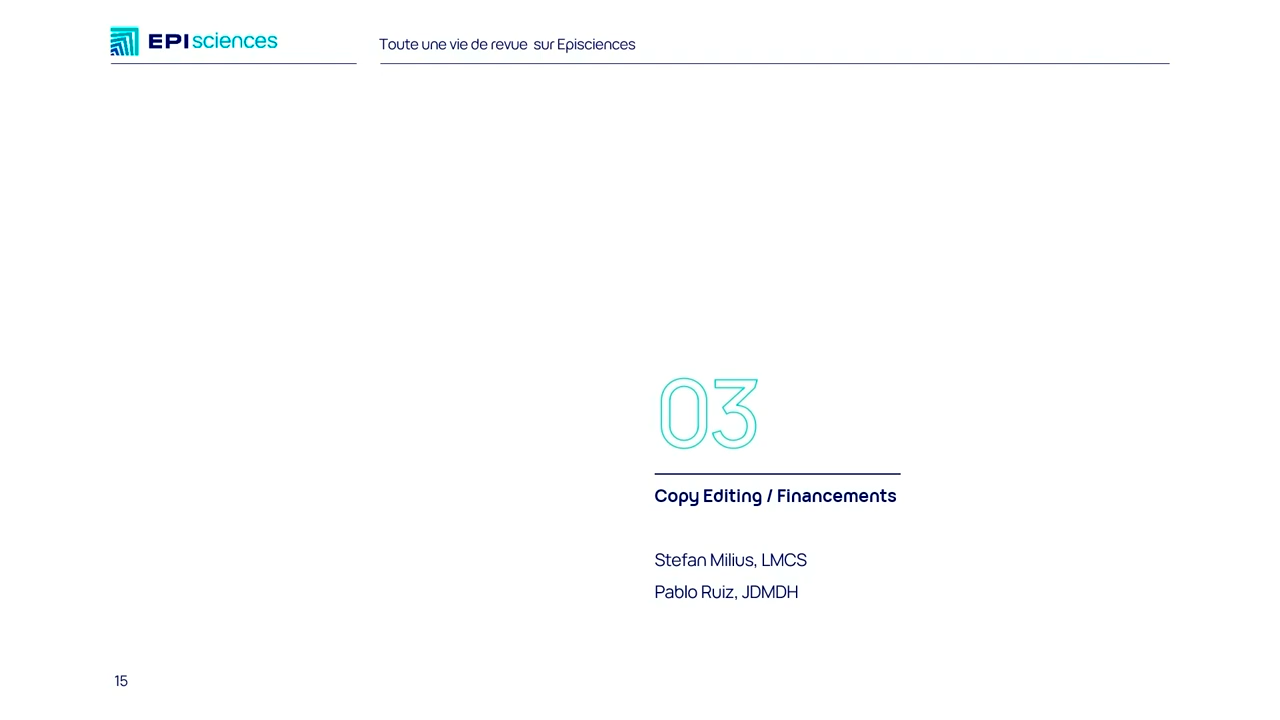 EPIsciences
Toute une vie de revue sur Episciences
03
Copy Editing / Financements
Stefan Milius, LMCS
Pablo Ruiz, JDMDH
15